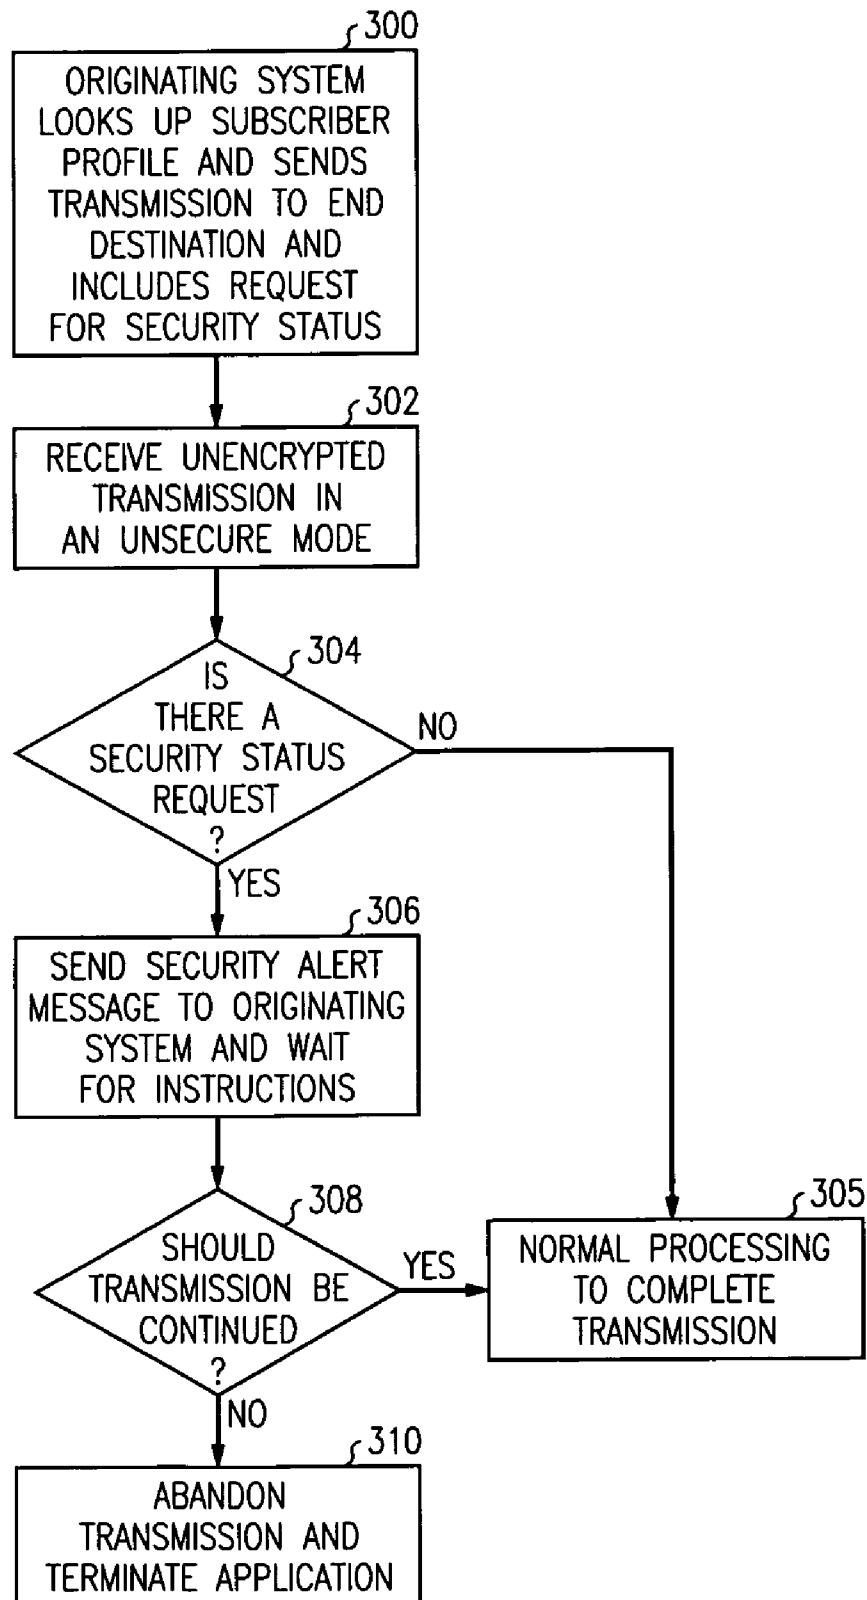 300
ORIGINATING SYSTEM
LOOKS UP SUBSCRIBER
PROFILE AND SENDS
TRANSMISSION TO END
DESTINATION AND
INCLUDES REQUEST
FOR SECURITY STATUS
302
RECEIVE UNENCRYPTED
TRANSMISSION IN
AN UNSECURE MODE
304
IS
THERE A
SECURITY STATUS
REQUEST
?
NO
YES
306
SEND SECURITY ALERT
MESSAGE TO ORIGINATING
SYSTEM AND WAIT
FOR INSTRUCTIONS
308
SHOULD
TRANSMISSION BE
CONTINUED
?
YES
305
NORMAL PROCESSING
TO COMPLETE
TRANSMISSION
NO
310
ABANDON
TRANSMISSION AND
TERMINATE APPLICATION